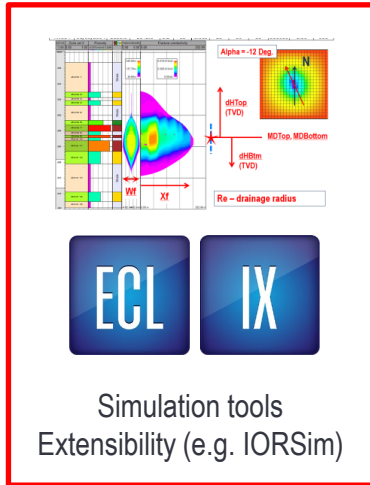 Alpha = -12 Deg.
N
dHTop
(TVD)
MDTop, MDBottom
dHBtm
(TVD)
Wf
Xf
Re – drainage radius
ECL
IX
Simulation tools
Extensibility (e.g. IORSim)